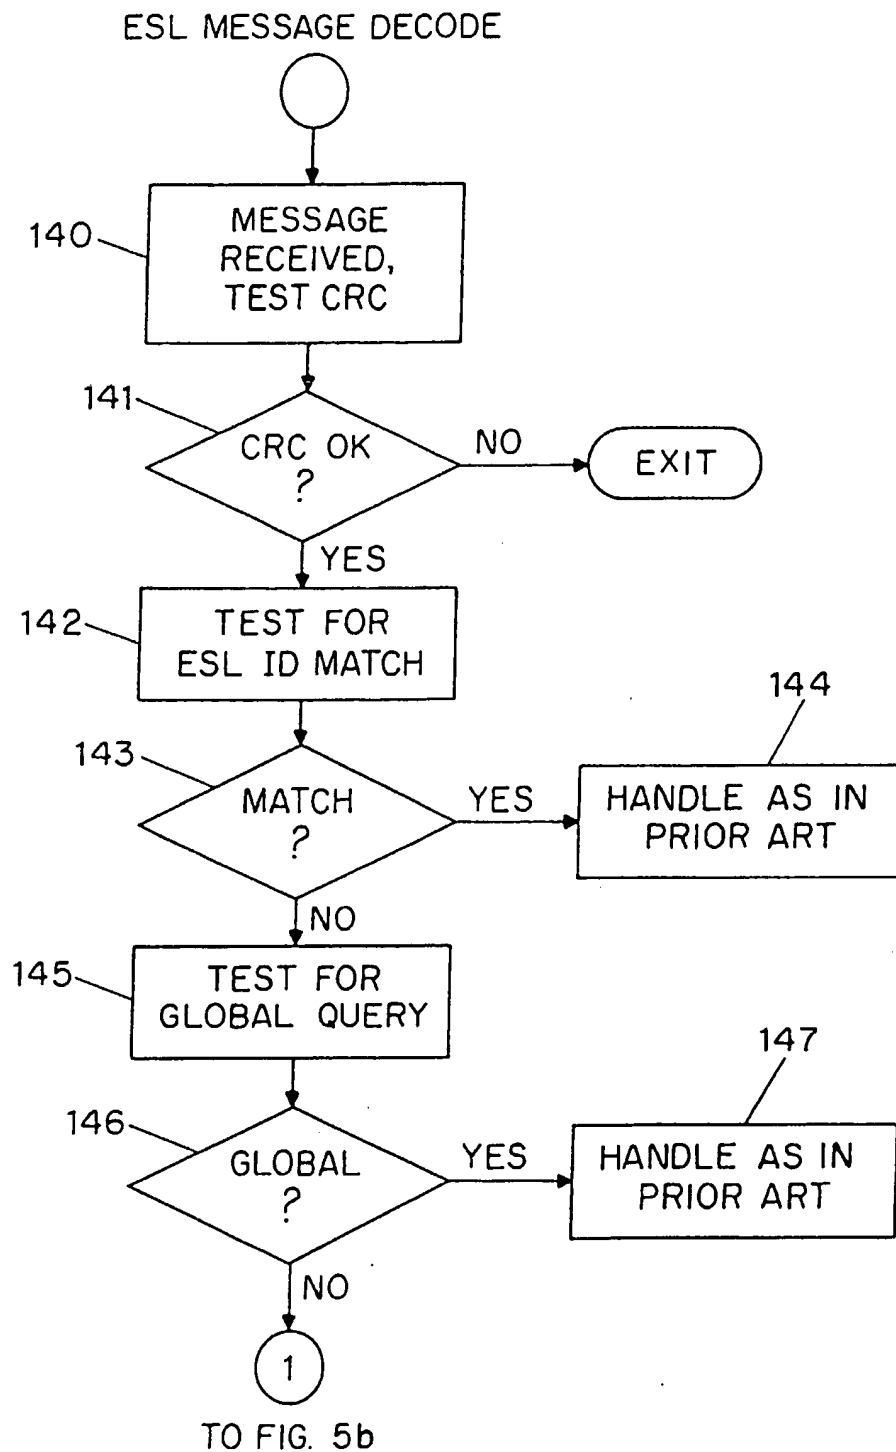 ESL MESSAGE DECODE
140
MESSAGE
RECEIVED,
TEST CRC
141
CRC OK
?
NO
EXIT
YES
142
TEST FOR
ESL ID MATCH
143
MATCH
?
YES
144
HANDLE AS IN
PRIOR ART
NO
145
TEST FOR
GLOBAL QUERY
146
GLOBAL
?
YES
147
HANDLE AS IN
PRIOR ART
NO
1
TO FIG. 5b